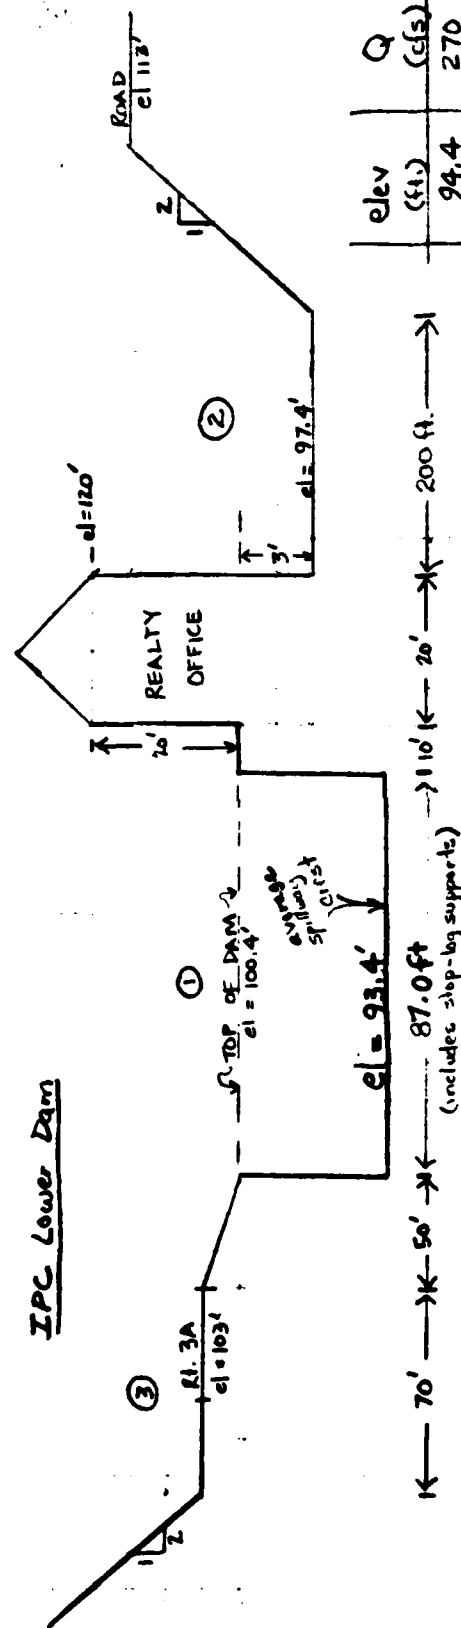 IPC Lower Dam
③
Rt. 3A
el = 103'
1
2
①
TOP OF DAM
el = 100.4'
average
spillway
crest
el = 93.4'
20'
REALTY
OFFICE
el = 120'
3'
②
el = 97.4'
2
1
ROAD
el 113'
70'
50'
87.0 ft
(includes stop-log supports)
10'
20'
200 ft.
elev
(ft.)
Q
(cfs)
94.4
270